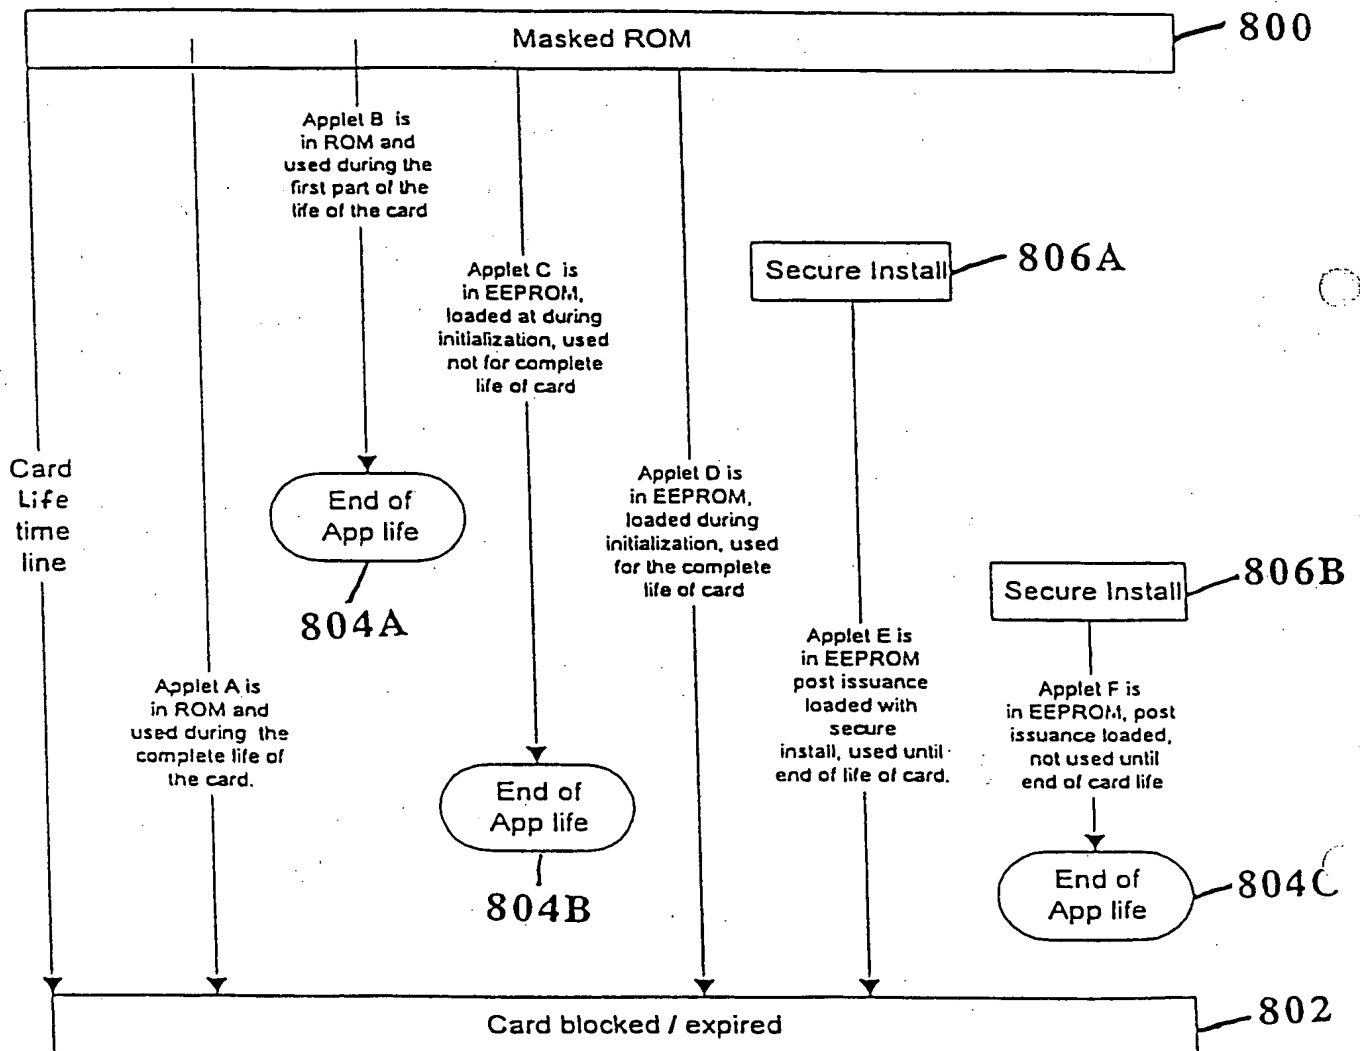 Masked ROM
800
Applet B is
in ROM and
used during the
first part of the
life of the card
Applet C is
in EEPROM,
loaded at during
initialization, used
not for complete
life of card
Secure Install
806A
Card
Life
time
line
End of
App life
804A
Applet D is
in EEPROM,
loaded during
initialization, used
for the complete
life of card
Secure Install
806B
Applet A is
in ROM and
used during the
complete life of
the card.
Applet E is
in EEPROM
post issuance
loaded with
secure
install, used until
end of life of card.
Applet F is
in EEPROM, post
issuance loaded,
not used until
end of card life
End of
App life
804B
End of
App life
804C
Card blocked / expired
802